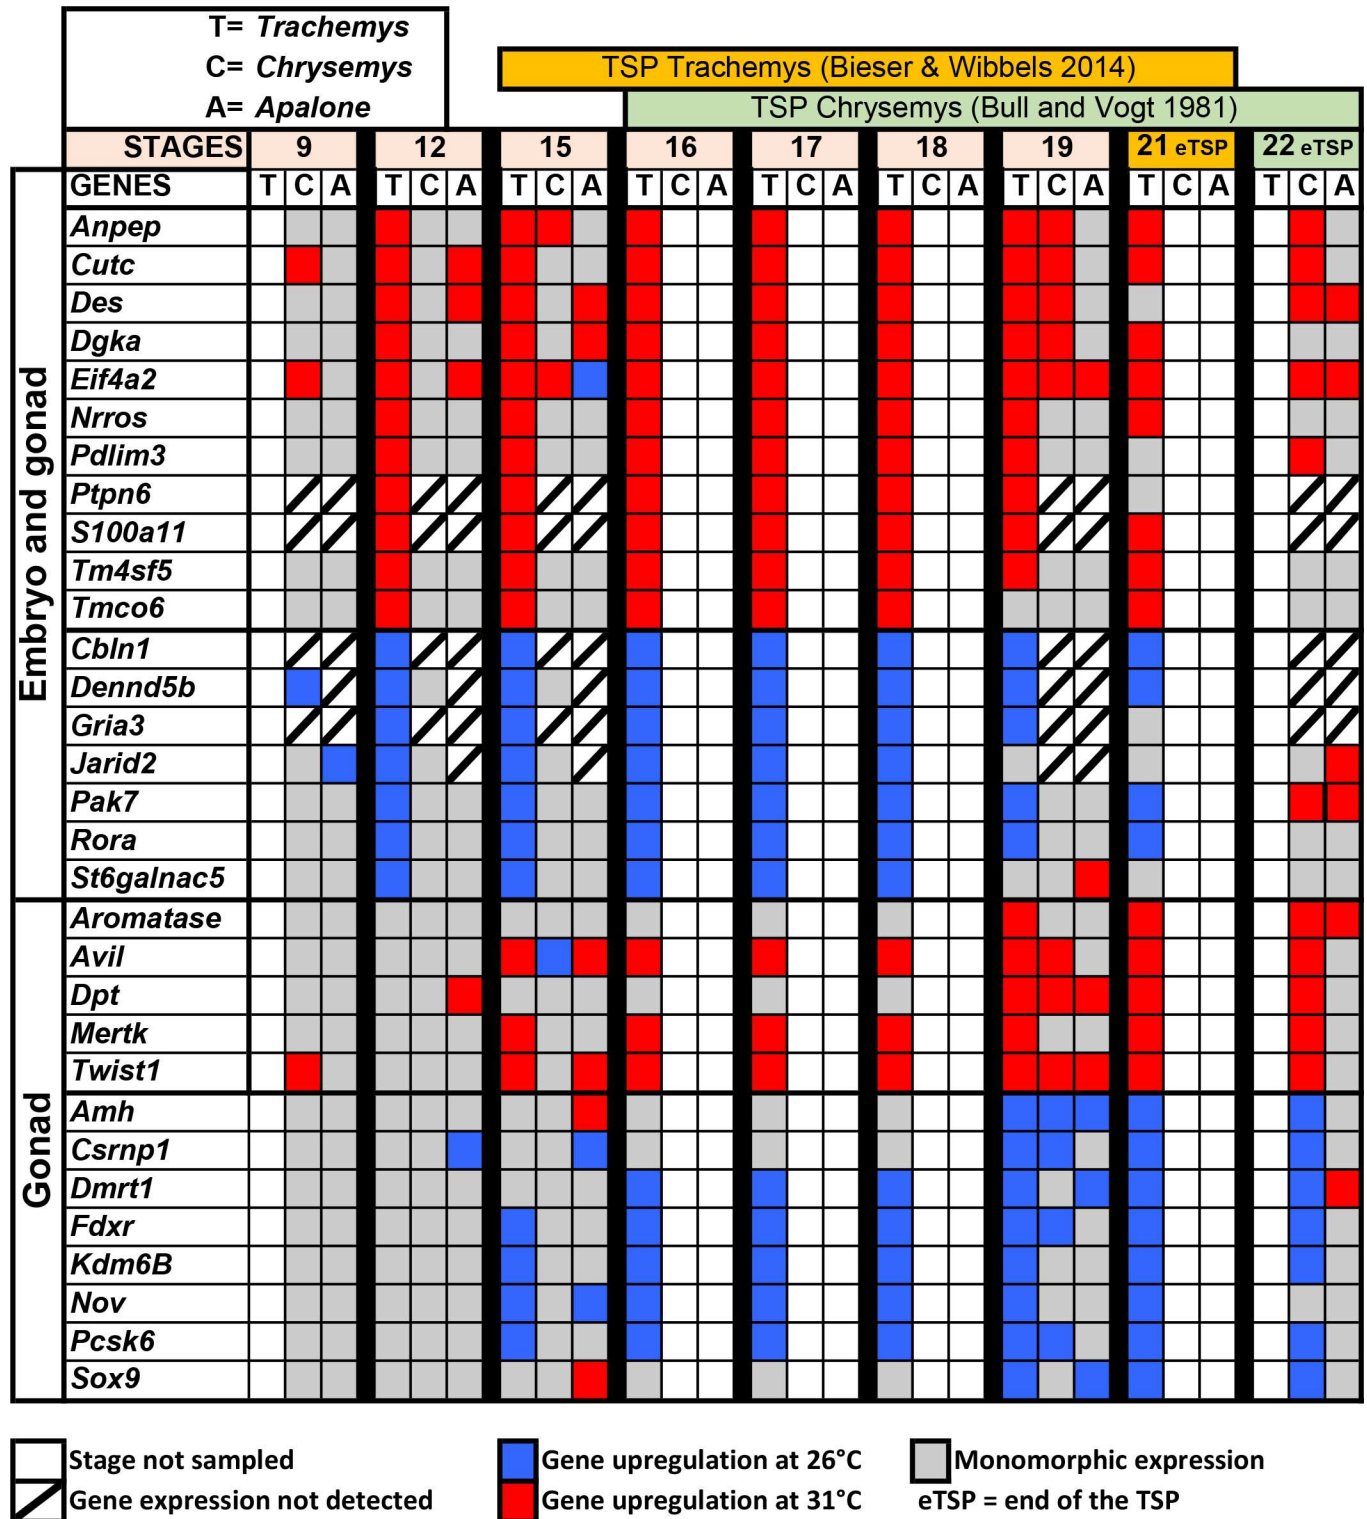 T= Trachemys
C= Chrysemys
A= Apalone
TSP Trachemys (Bieser & Wibbels 2014)
TSP Chrysemys (Bull and Vogt 1981)
STAGES 9 12 15 16 17 18 19 21 eTSP 22 eTSP
GENES T C A T C A T C A T C A T C A T C A T C A T C A T C A
Embryo and gonad
Anpep
Cutc
Des
Dgka
Eif4a2
Nrros
Pdlim3
Ptpn6
S100a11
Tm4sf5
Tmco6
Cbln1
Dennd5b
Gria3
Jarid2
Pak7
Rora
St6galnac5
Gonad
Aromatase
Avil
Dpt
Mertk
Twist1
Amh
Csrnp1
Dmrt1
Fdxr
Kdm6B
Nov
Pcsk6
Sox9
Stage not sampled
Gene expression not detected
Gene upregulation at 26°C
Gene upregulation at 31°C
Monomorphic expression
eTSP = end of the TSP